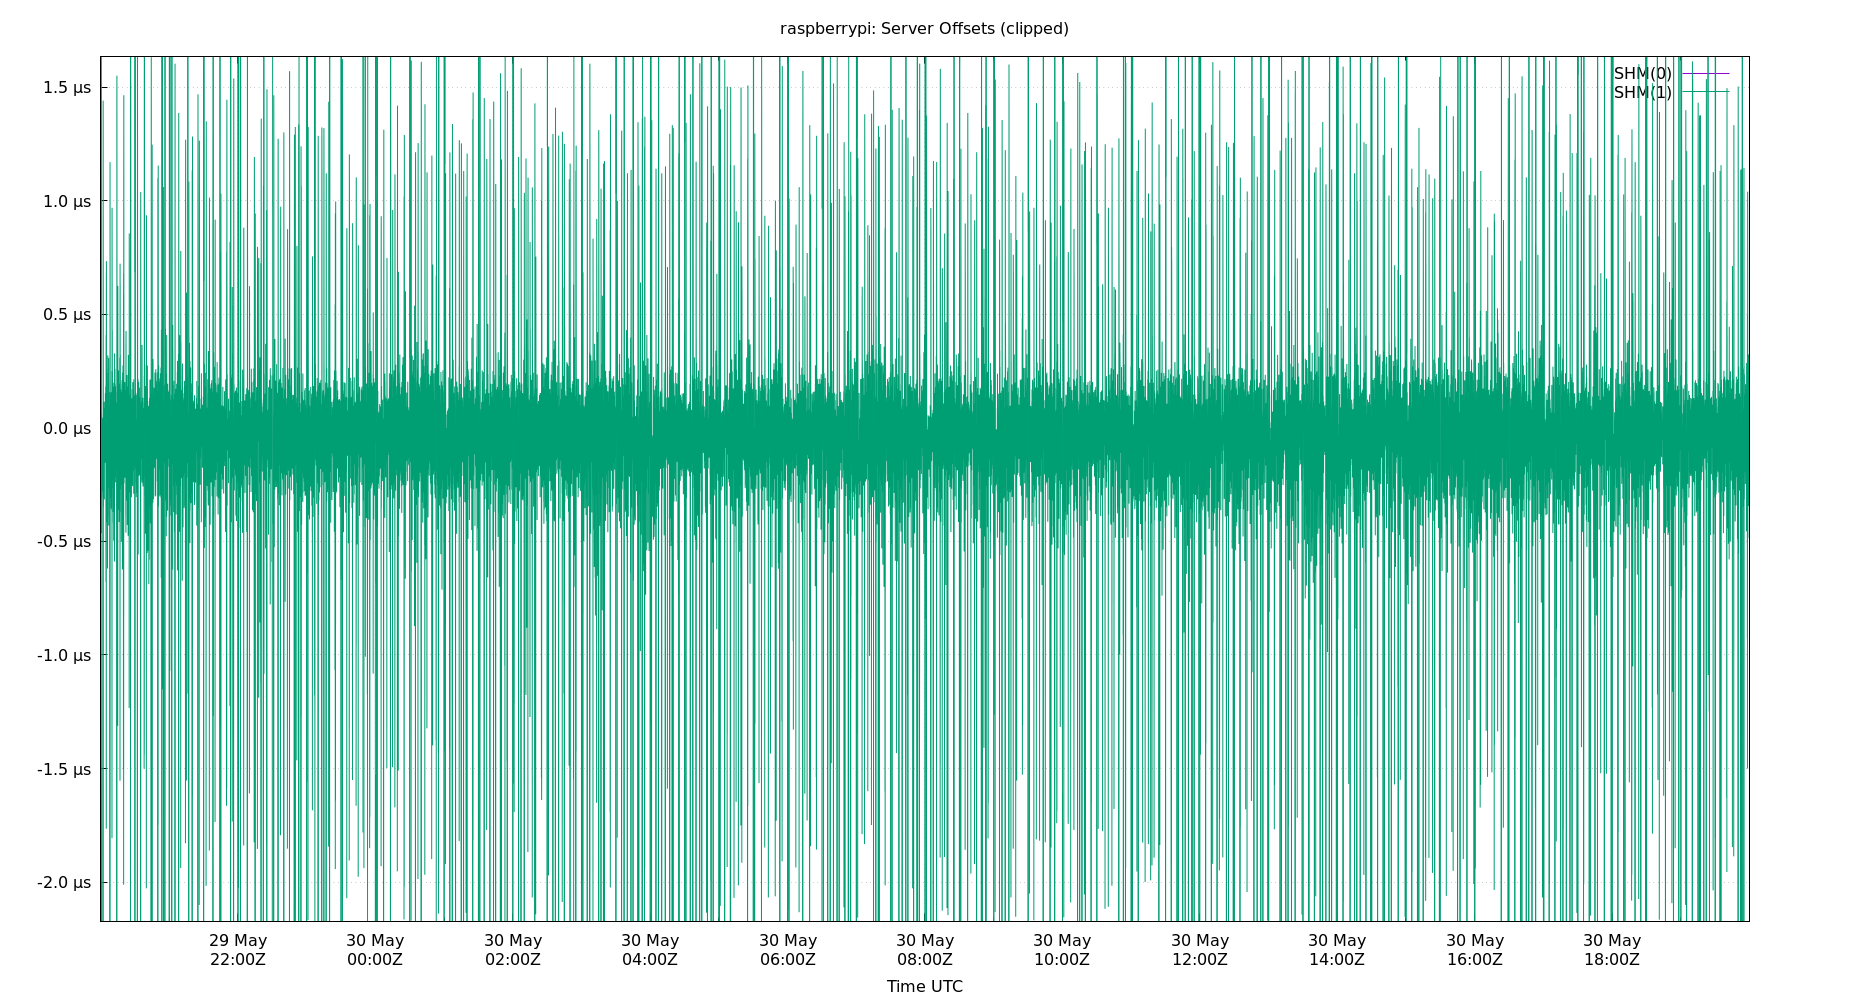 raspberrypi: Server Offsets (clipped)
SHM(0)
SHM(1)
1.5 µs
1.0 µs
0.5 µs
0.0 µs
-0.5 µs
-1.0 µs
-1.5 µs
-2.0 µs
29 May 30 May 30 May 30 May 30 May 30 May 30 May 30 May 30 May 30 May 30 May
22:00Z 00:00Z 02:00Z 04:00Z 06:00Z 08:00Z 10:00Z 12:00Z 14:00Z 16:00Z 18:00Z
Time UTC